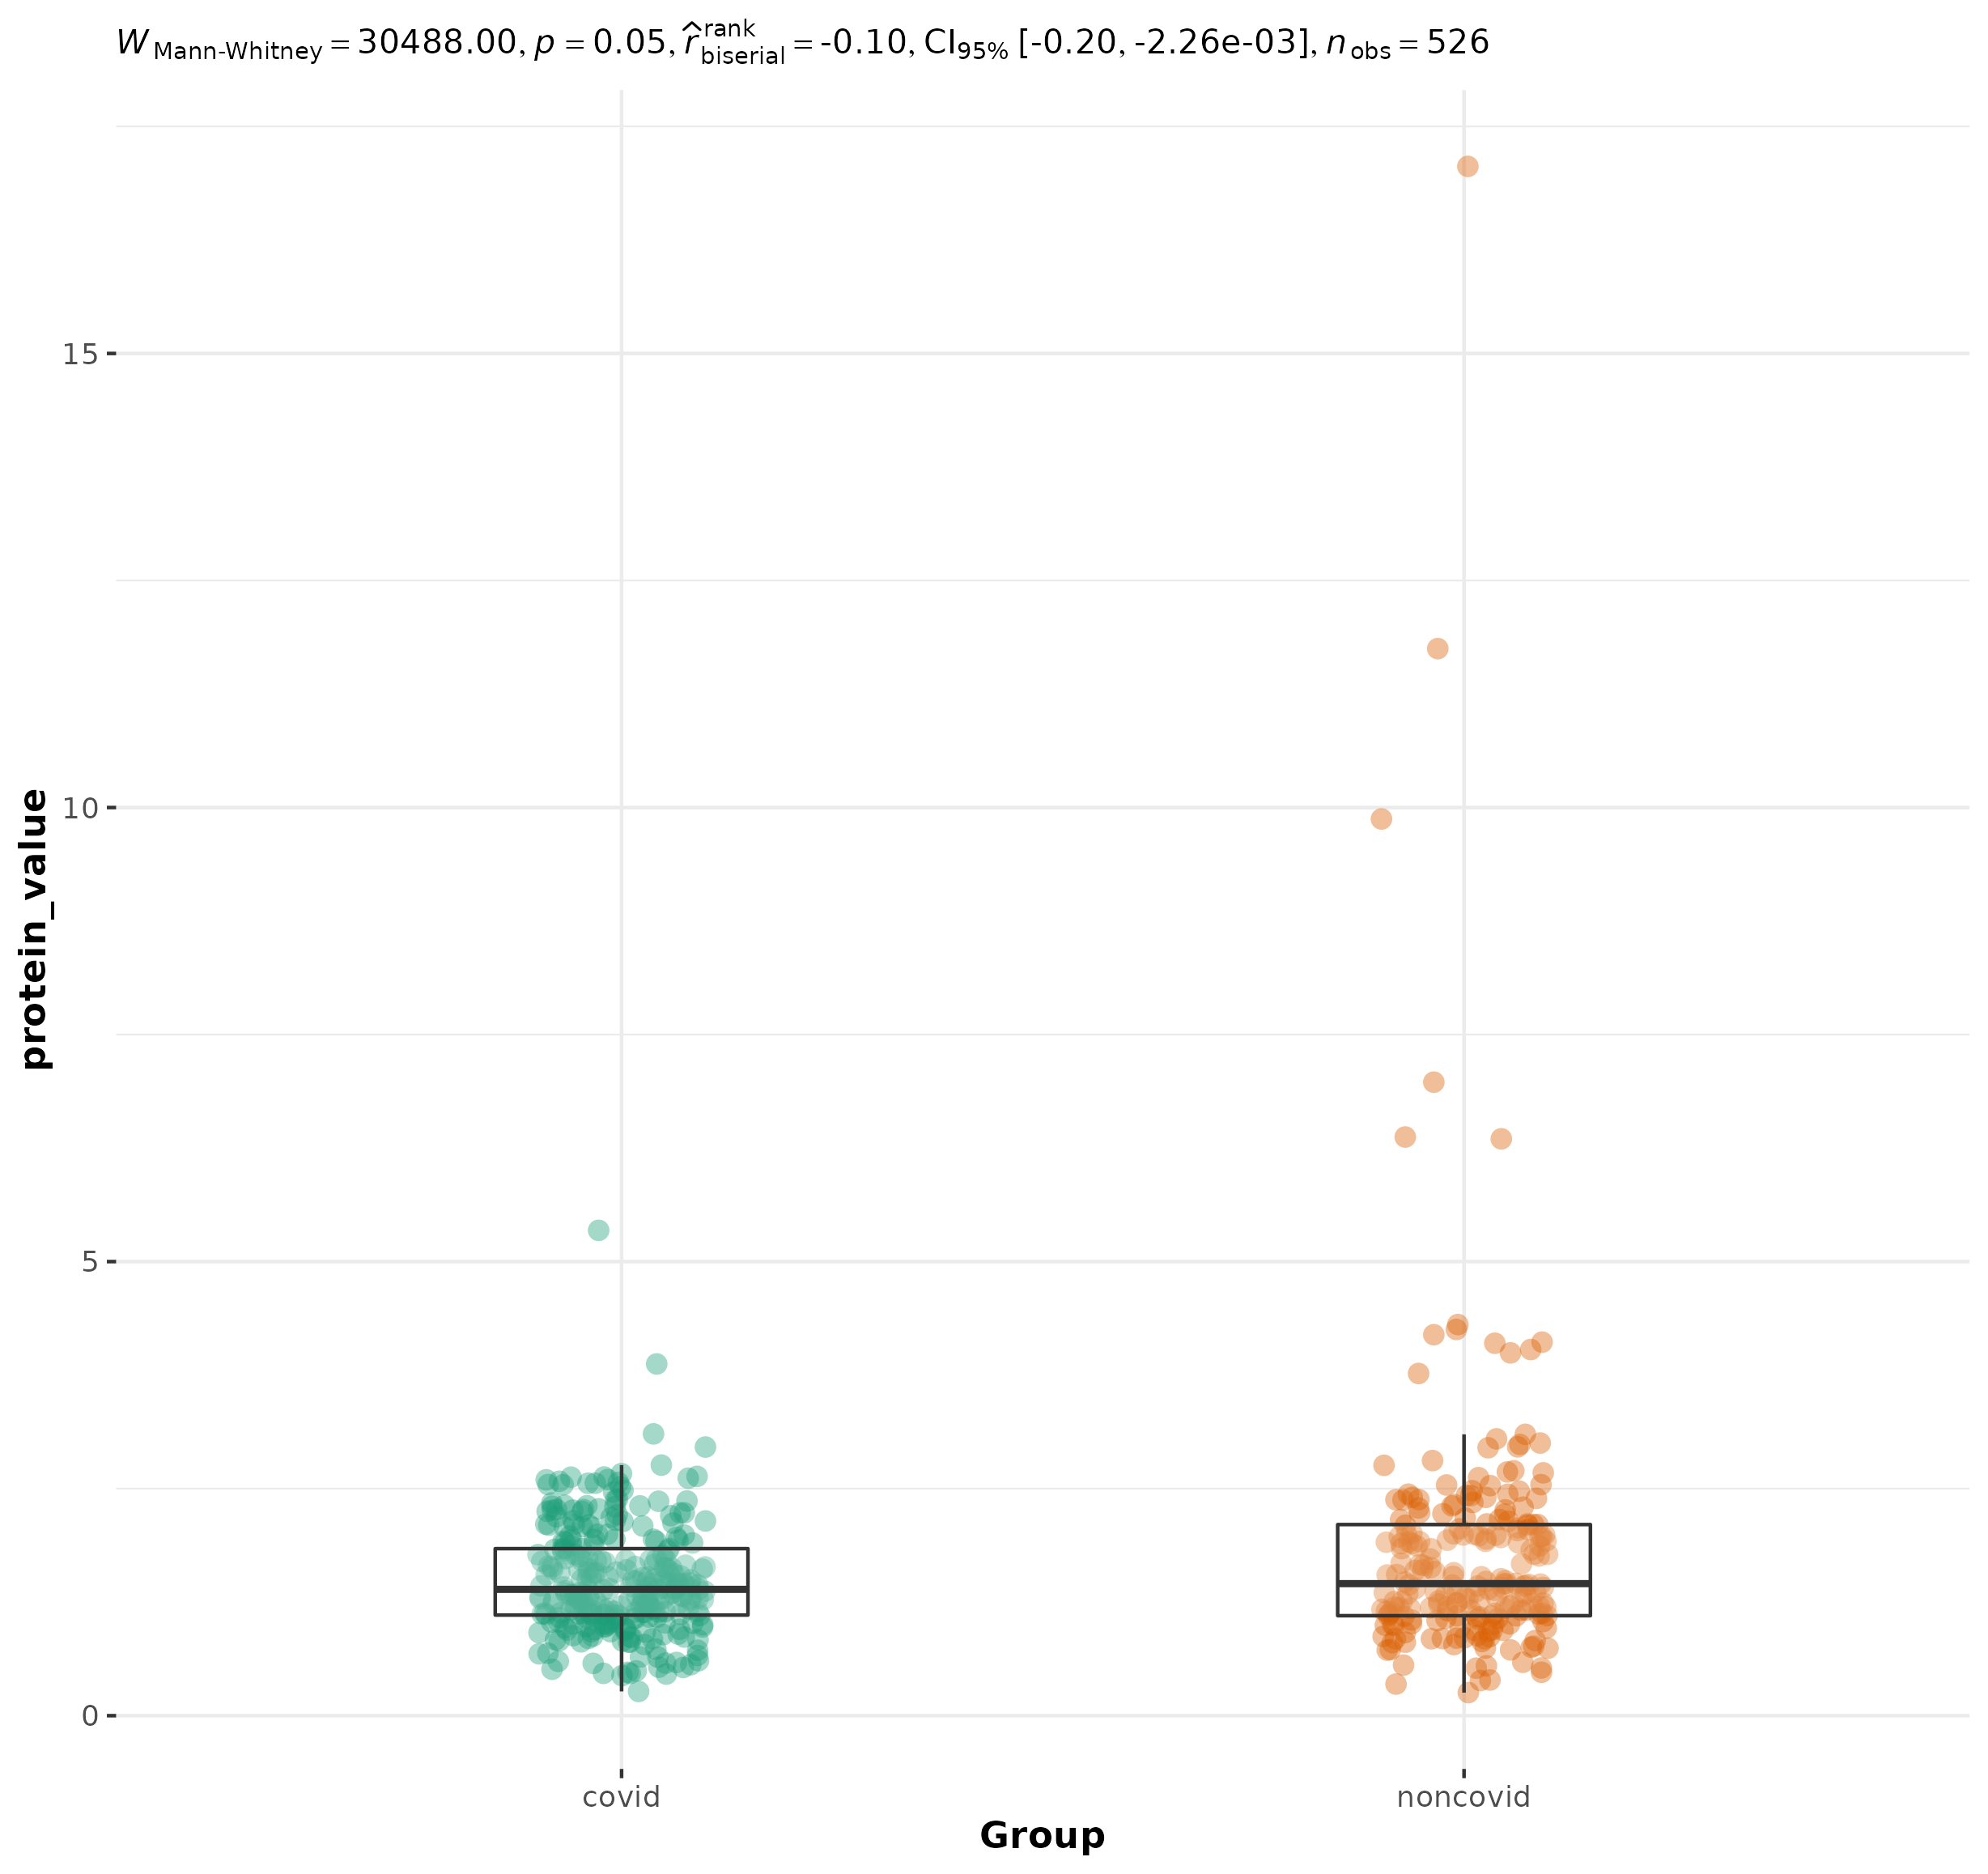 W Mann-Whitney = 30488.00, p = 0.05, r̂ rank biserial = -0.10, CI95% [-0.20, -2.26e-03], n obs = 526
15
10
5
0
protein_value
covid
noncovid
Group